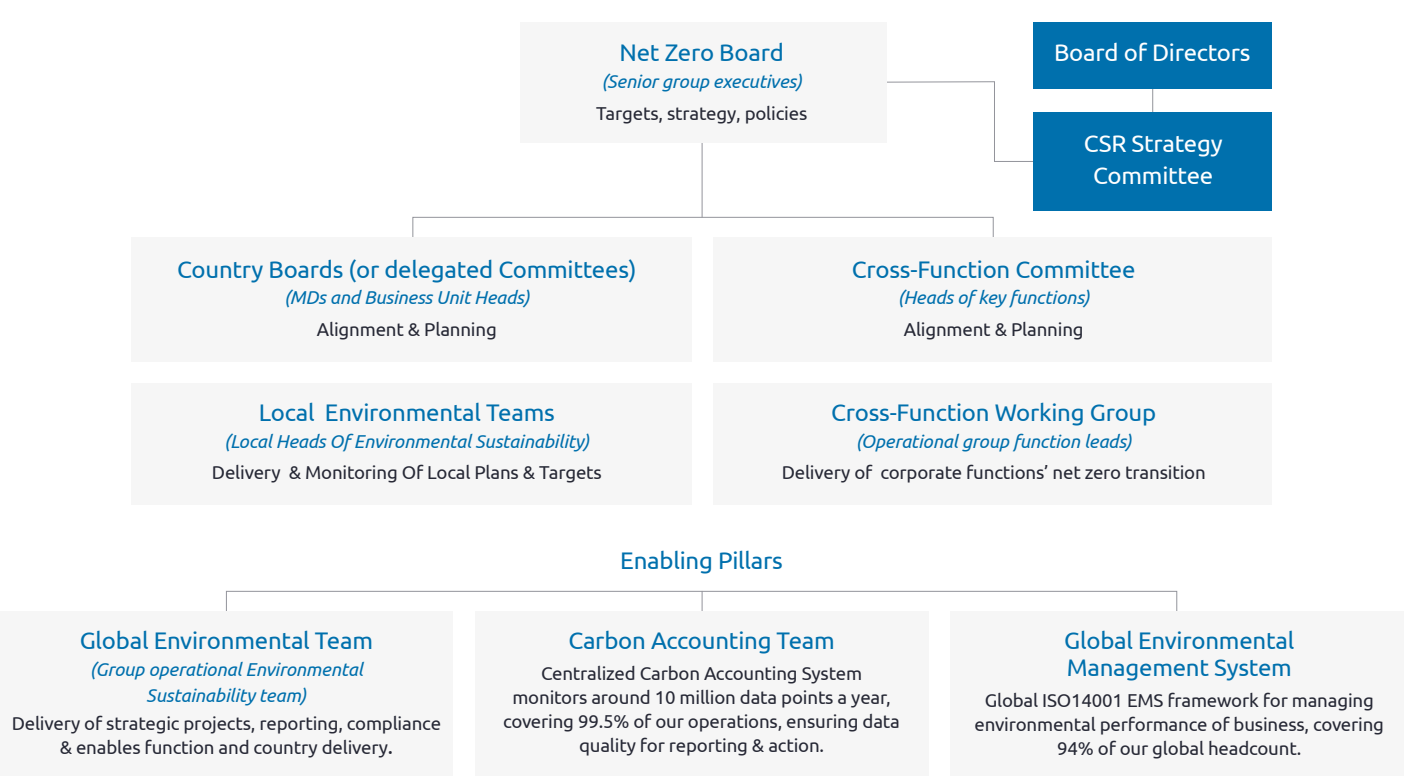 Net Zero Board
(Senior group executives)
Targets, strategy, policies
Board of Directors
CSR Strategy
Committee
Country Boards (or delegated Committees)
(MDs and Business Unit Heads)
Alignment & Planning
Cross-Function Committee
(Heads of key functions)
Alignment & Planning
Local Environmental Teams
(Local Heads Of Environmental Sustainability)
Delivery & Monitoring Of Local Plans & Targets
Cross-Function Working Group
(Operational group function leads)
Delivery of corporate functions’ net zero transition
Enabling Pillars
Global Environmental Team
(Group operational Environmental
Sustainability team)
Delivery of strategic projects, reporting, compliance
& enables function and country delivery.
Carbon Accounting Team
Centralized Carbon Accounting System
monitors around 10 million data points a year,
covering 99.5% of our operations, ensuring data
quality for reporting & action.
Global Environmental
Management System
Global ISO14001 EMS framework for managing
environmental performance of business, covering
94% of our global headcount.